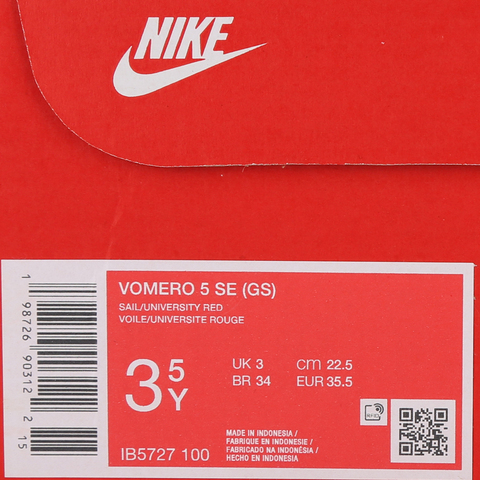 NIKE
VOMERO 5 SE (GS)
SAIL/UNIVERSITY RED
VOILE/UNIVERSITE ROUGE
3 5 Y
UK 3 cm 22.5
BR 34 EUR 35.5
IB5727 100
MADE IN INDONESIA /
FABRIQUE EN INDONESIE /
FABRICADO NA INDONÉSIA /
HECHO EN INDONESIA
1 98726 90312 2 15